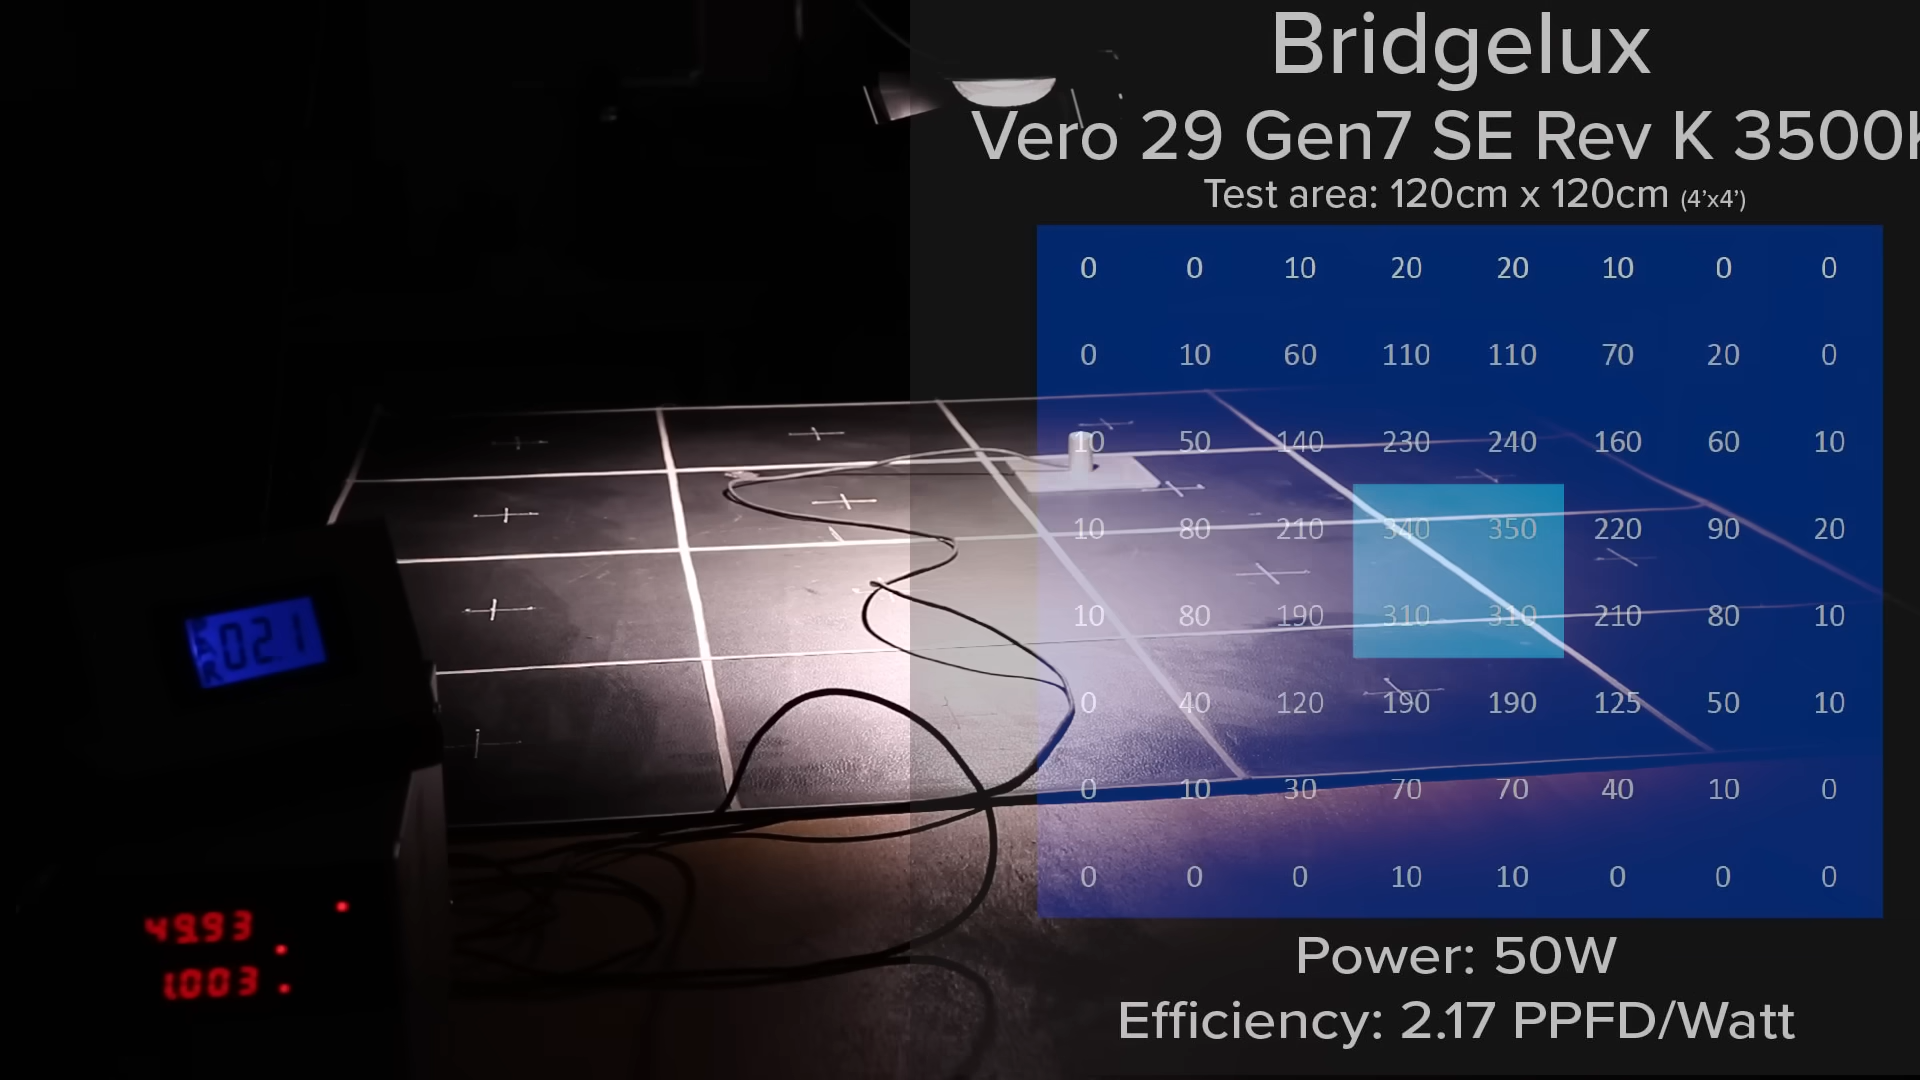 Bridgelux
Vero 29 Gen7 SE Rev K 3500K
Test area: 120cm x 120cm (4'x4')
0 0 10 20 20 10 0 0
0 10 60 110 110 70 20 0
10 50 140 230 240 160 60 10
10 80 210 340 350 220 90 20
10 80 190 310 310 210 80 10
0 40 120 190 190 125 50 10
0 10 30 70 70 40 10 0
0 0 0 10 10 0 0 0
Power: 50W
Efficiency: 2.17 PPFD/Watt
PAR 021
49.93
1.003